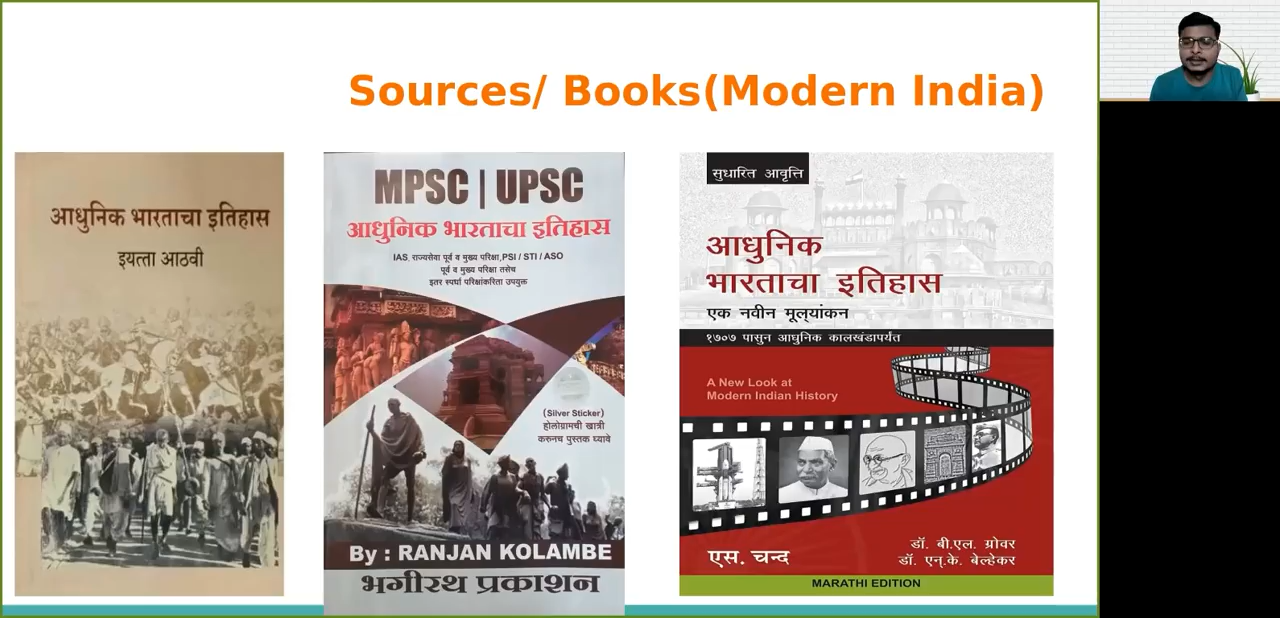 Sources/ Books(Modern India)
आधुनिक भारताचा इतिहास
इयत्ता आठवी
MPSC | UPSC
आधुनिक भारताचा इतिहास
IAS, राज्यसेवा पूर्व व मुख्य परिक्षा,PSI / STI / ASO
पूर्व व मुख्य परिक्षा तसेच
इतर स्पर्धा परिक्षांकरिता उपयुक्त
(Silver Sticker)
होलोग्रामची खात्री
करुनच पुस्तक घ्यावे
By : RANJAN KOLAMBE
भगीरथ प्रकाशन
सुधारित आवृत्ति
आधुनिक
भारताचा इतिहास
एक नवीन मूल्यांकन
१७०७ पासुन आधुनिक कालखंडापर्यंत
A New Look at
Modern Indian History
एस. चन्द
डॉ. बी.एल. ग्रोवर
डॉ. एन्.के. बेल्हेकर
MARATHI EDITION